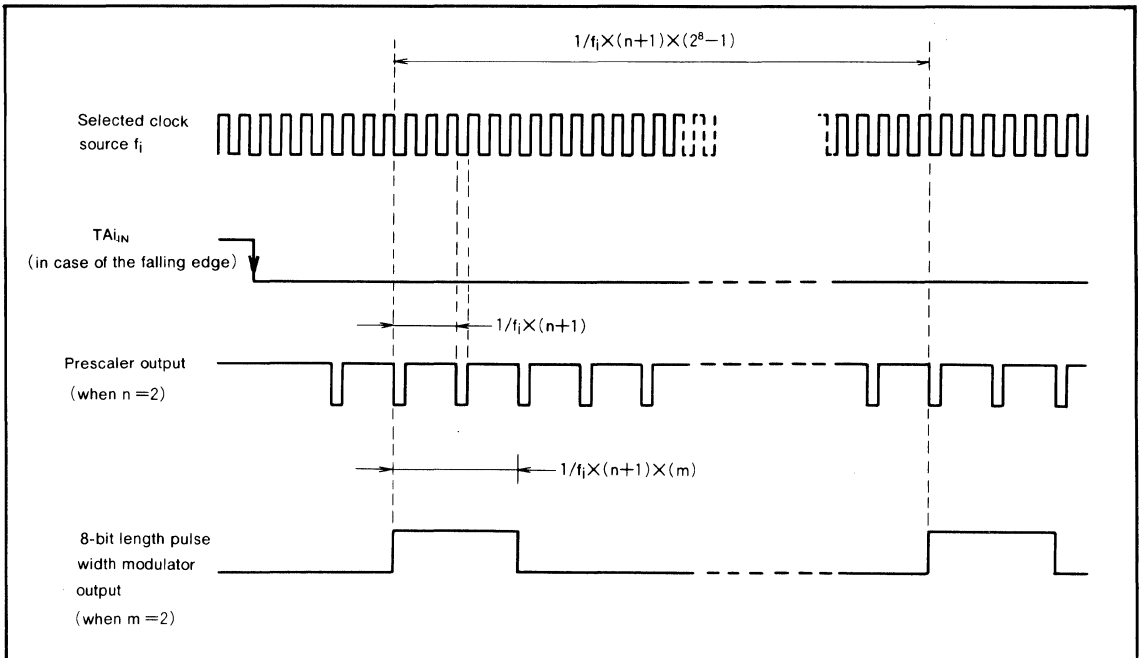 1/fi×(n+1)×(2⁸−1)
Selected clock
source fi
TAiIN
(in case of the falling edge)
1/fi×(n+1)
Prescaler output
(when n=2)
1/fi×(n+1)×(m)
8-bit length pulse
width modulator
output
(when m=2)